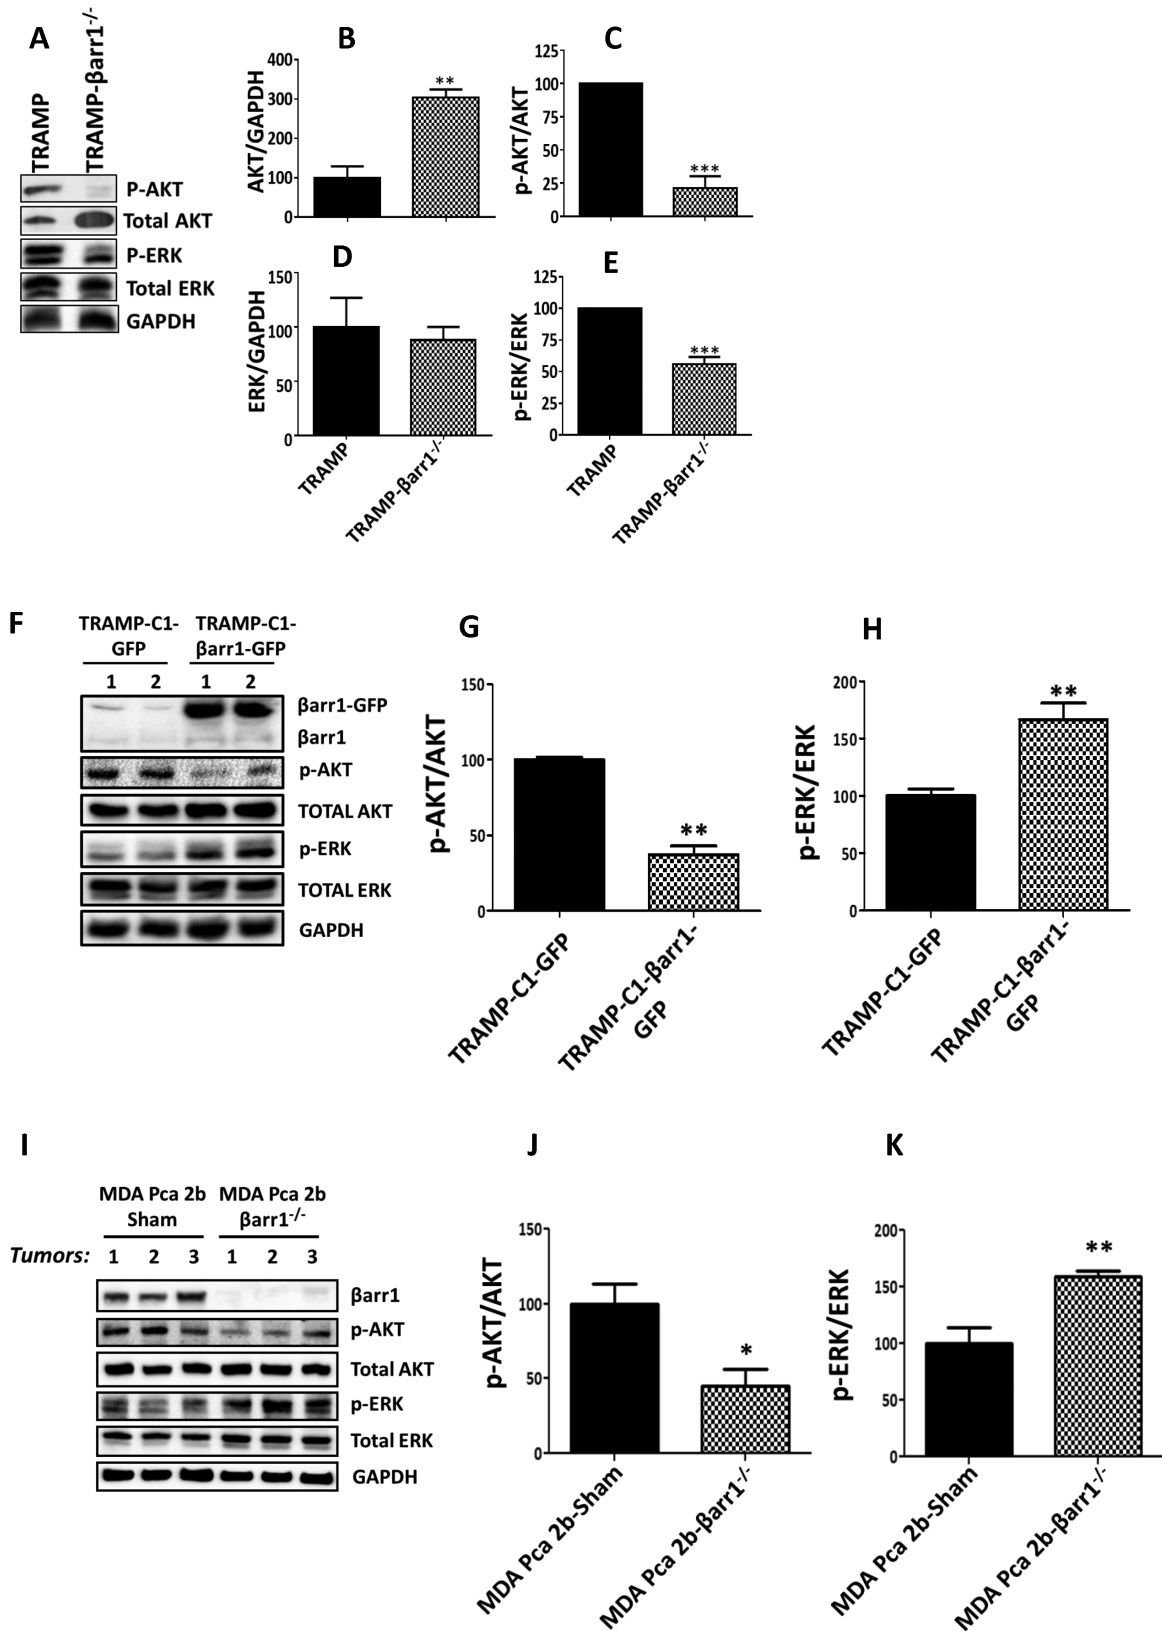 A
TRAMP
TRAMP-βarr1-/-
P-AKT
Total AKT
P-ERK
Total ERK
GAPDH
B
AKT/GAPDH
400
300
200
100
0
**
C
p-AKT/AKT
125
100
75
50
25
0
***
D
ERK/GAPDH
150
100
50
0
TRAMP
TRAMP-βarr1-/-
E
p-ERK/ERK
125
100
75
50
25
0
***
TRAMP
TRAMP-βarr1-/-
F
TRAMP-C1-
GFP
TRAMP-C1-
βarr1-GFP
1 2 1 2
βarr1-GFP
βarr1
p-AKT
TOTAL AKT
p-ERK
TOTAL ERK
GAPDH
G
p-AKT/AKT
150
100
50
0
**
TRAMP-C1-GFP
TRAMP-C1-βarr1-
GFP
H
p-ERK/ERK
200
150
100
50
0
**
TRAMP-C1-GFP
TRAMP-C1-βarr1-
GFP
I
MDA Pca 2b
Sham
MDA Pca 2b
βarr1-/-
Tumors: 1 2 3 1 2 3
βarr1
p-AKT
Total AKT
p-ERK
Total ERK
GAPDH
J
p-AKT/AKT
150
100
50
0
*
MDA Pca 2b-Sham
MDA Pca 2b-βarr1-/-
K
p-ERK/ERK
200
150
100
50
0
**
MDA Pca 2b-Sham
MDA Pca 2b-βarr1-/-